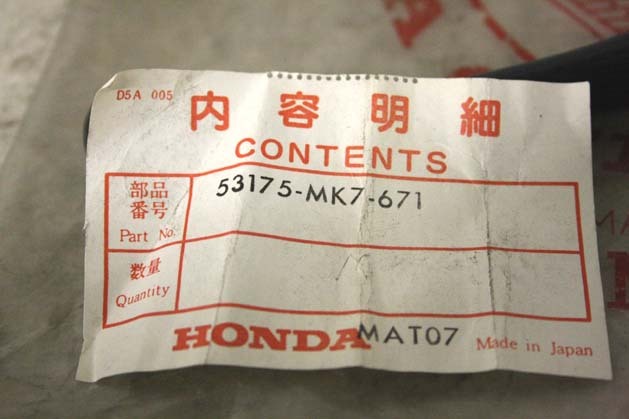 D5A 005
内容明細
CONTENTS
部品番号
Part No.
53175-MK7-671
数量
Quantity
HONDA
MAT07
Made in Japan